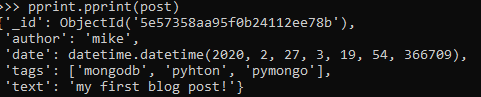 >>> pprint.pprint(post)
{'_id': ObjectId('5e57358aa95f0b24112ee78b'),
 'author': 'mike',
 'date': datetime.datetime(2020, 2, 27, 3, 19, 54, 366709),
 'tags': ['mongodb', 'pyhton', 'pymongo'],
 'text': 'my first blog post!'}